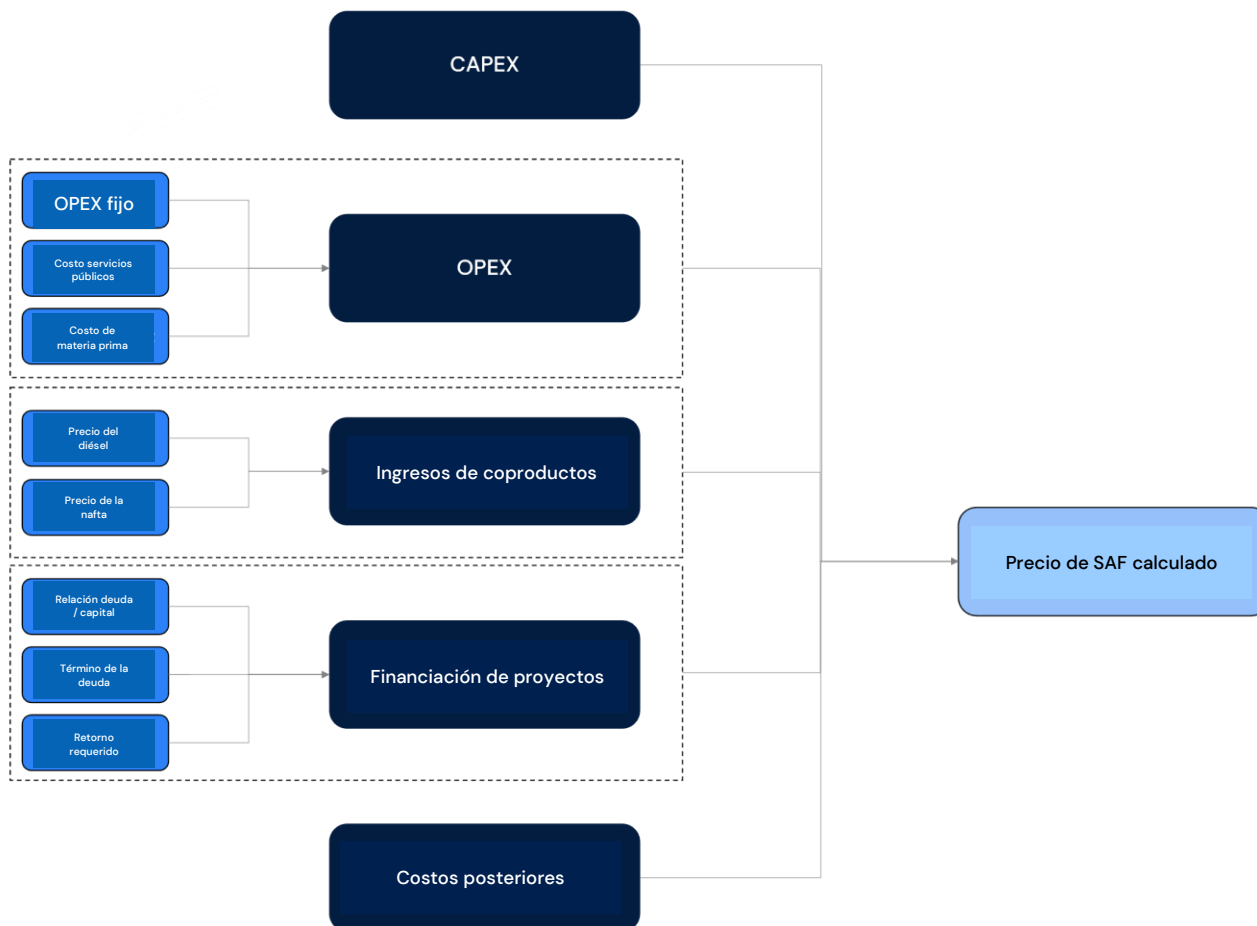 CAPEX
OPEX fijo
Costo servicios
públicos
Costo de
materia prima
OPEX
Precio del
diésel
Precio de la
nafta
Ingresos de coproductos
Relación deuda
/ capital
Término de la
deuda
Retorno
requerido
Financiación de proyectos
Costos posteriores
Precio de SAF calculado